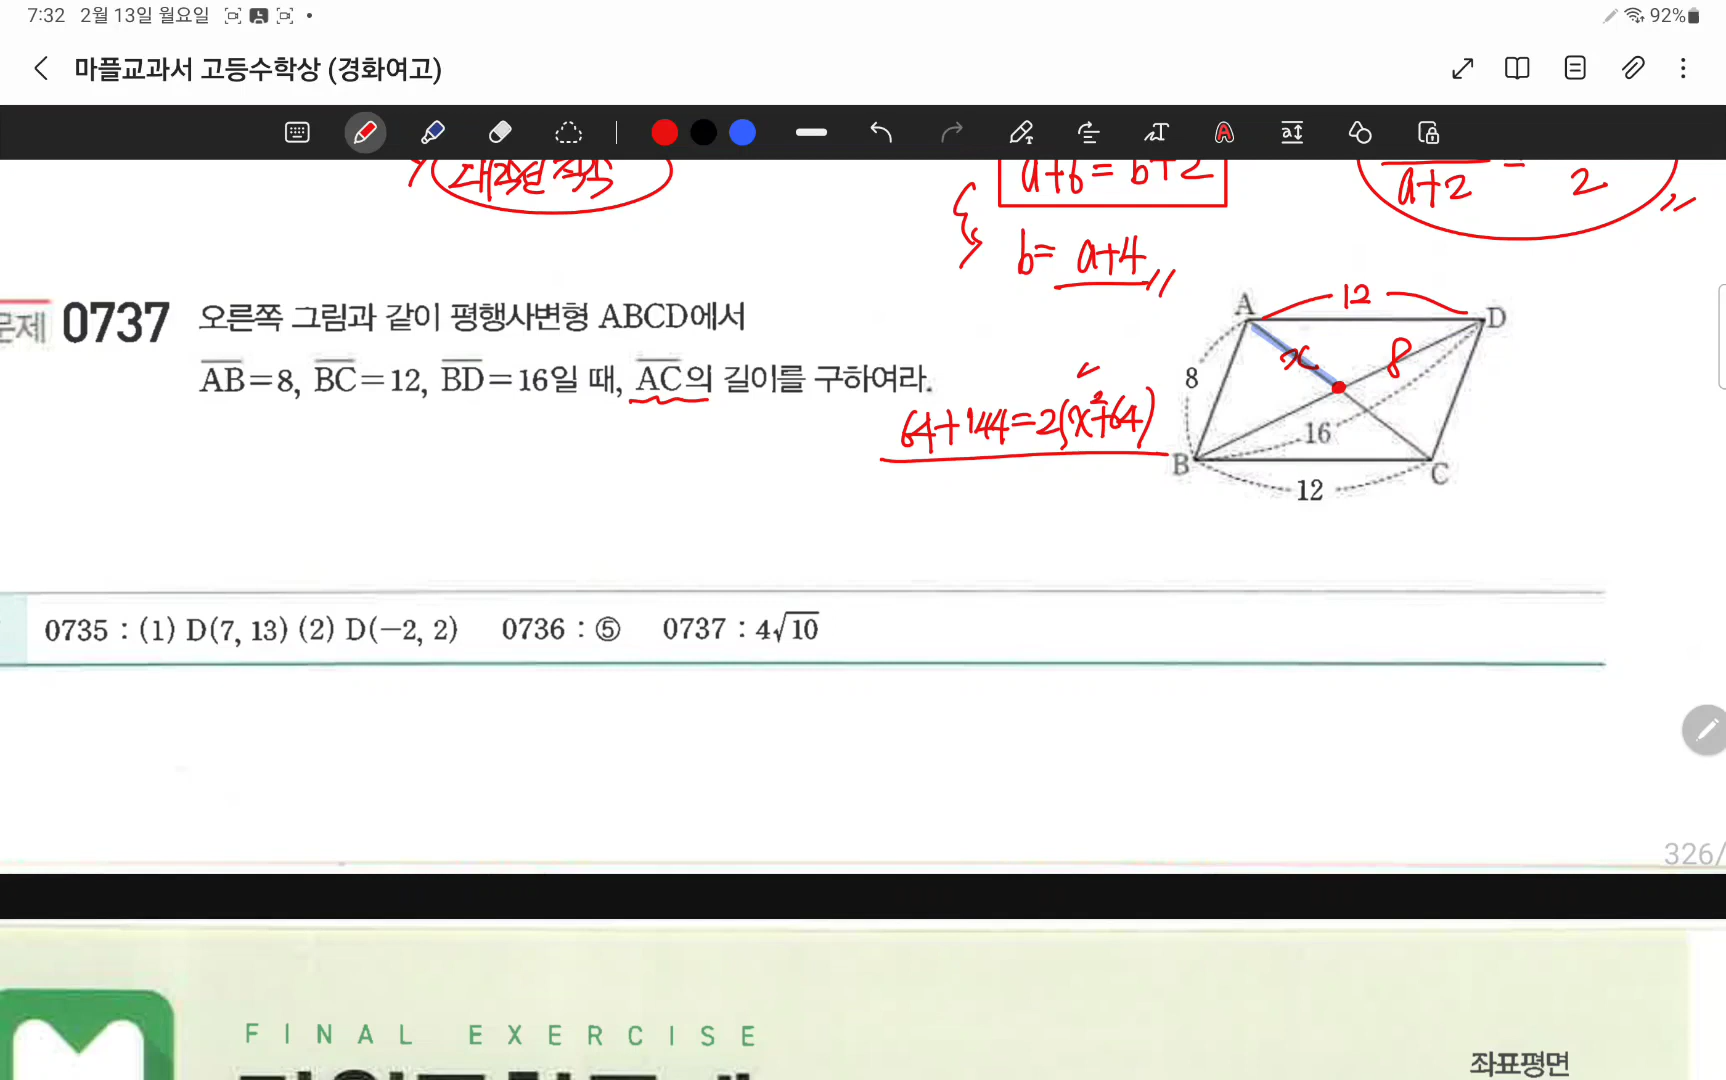 7:32 2월 13일 월요일 92%
마플교과서 고등수학상 (경화여고)
a+b=b+2
a+2 = 2
b= a+4
문제 0737 오른쪽 그림과 같이 평행사변형 ABCD에서
AB=8, BC=12, BD=16일 때, AC의 길이를 구하여라.
64+144=2(x²+64)
A 12 D
x 8
8
16
B C
12
0735 : (1) D(7, 13) (2) D(−2, 2) 0736 : ⑤ 0737 : 4√10
326/
FINAL EXERCISE
좌표평면